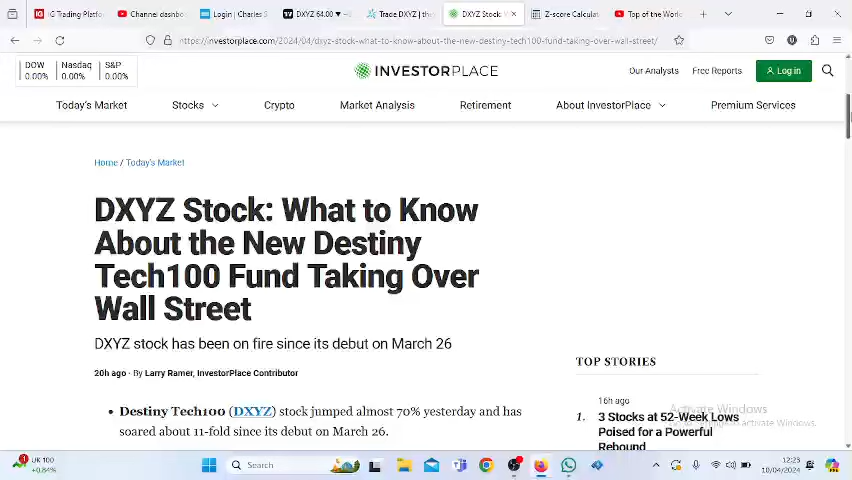 IG Trading Platfo
Channel dashbo
Login | Charles S
DXYZ 64.00 ▼ −
Trade DXYZ | the
DXYZ Stock: W
Z-score Calculat
Top of the World
https://investorplace.com/2024/04/dxyz-stock-what-to-know-about-the-new-destiny-tech100-fund-taking-over-wall-street/
DOW
0.00%
Nasdaq
0.00%
S&P
0.00%
INVESTORPLACE
Our Analysts
Free Reports
Log in
Today's Market
Stocks
Crypto
Market Analysis
Retirement
About InvestorPlace
Premium Services
Home / Today's Market
DXYZ Stock: What to Know
About the New Destiny
Tech100 Fund Taking Over
Wall Street
DXYZ stock has been on fire since its debut on March 26
20h ago · By Larry Ramer, InvestorPlace Contributor
• Destiny Tech100 (DXYZ) stock jumped almost 70% yesterday and has
soared about 11-fold since its debut on March 26.
TOP STORIES
16h ago
1. 3 Stocks at 52-Week Lows
Poised for a Powerful
Rebound
Activate Windows
UK 100
+0.84%
Search
12:23
10/04/2024